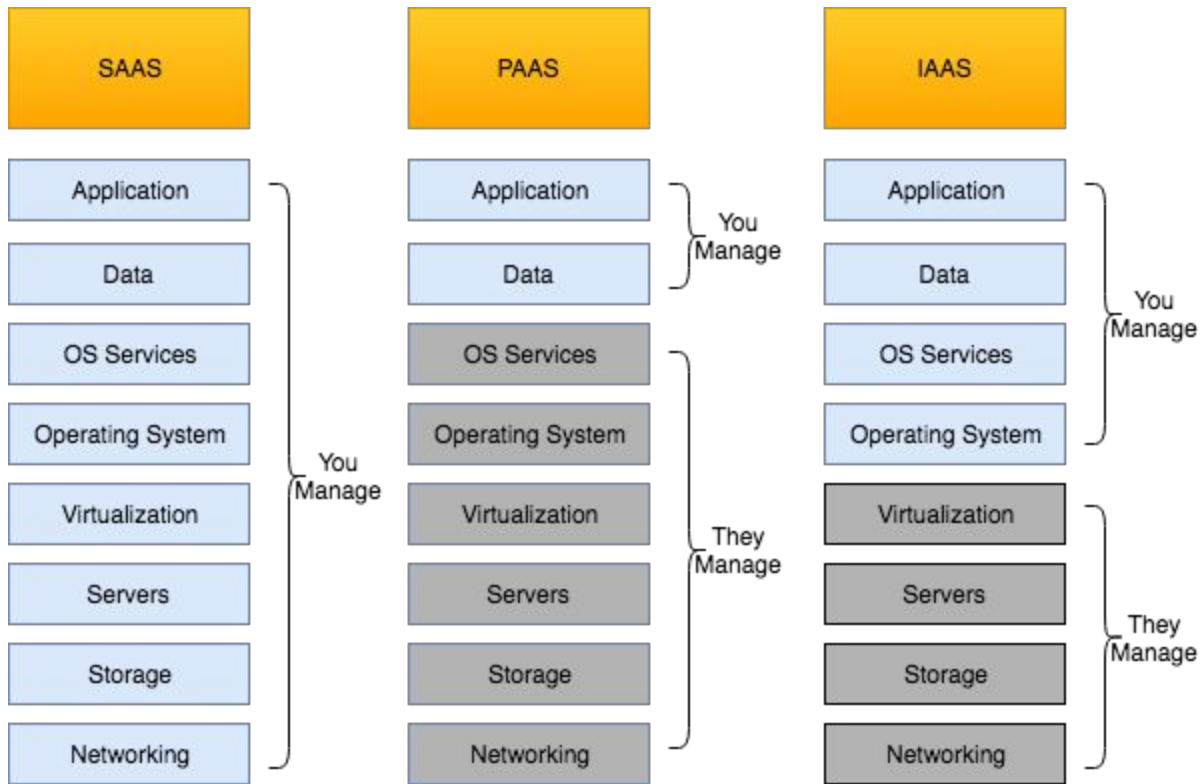 SAAS
PAAS
IAAS
Application
Application
Application
Data
Data
Data
You
Manage
You
Manage
OS Services
OS Services
OS Services
Operating System
Operating System
Operating System
You
Manage
Virtualization
Virtualization
Virtualization
They
Manage
Servers
Servers
Servers
They
Manage
Storage
Storage
Storage
Networking
Networking
Networking